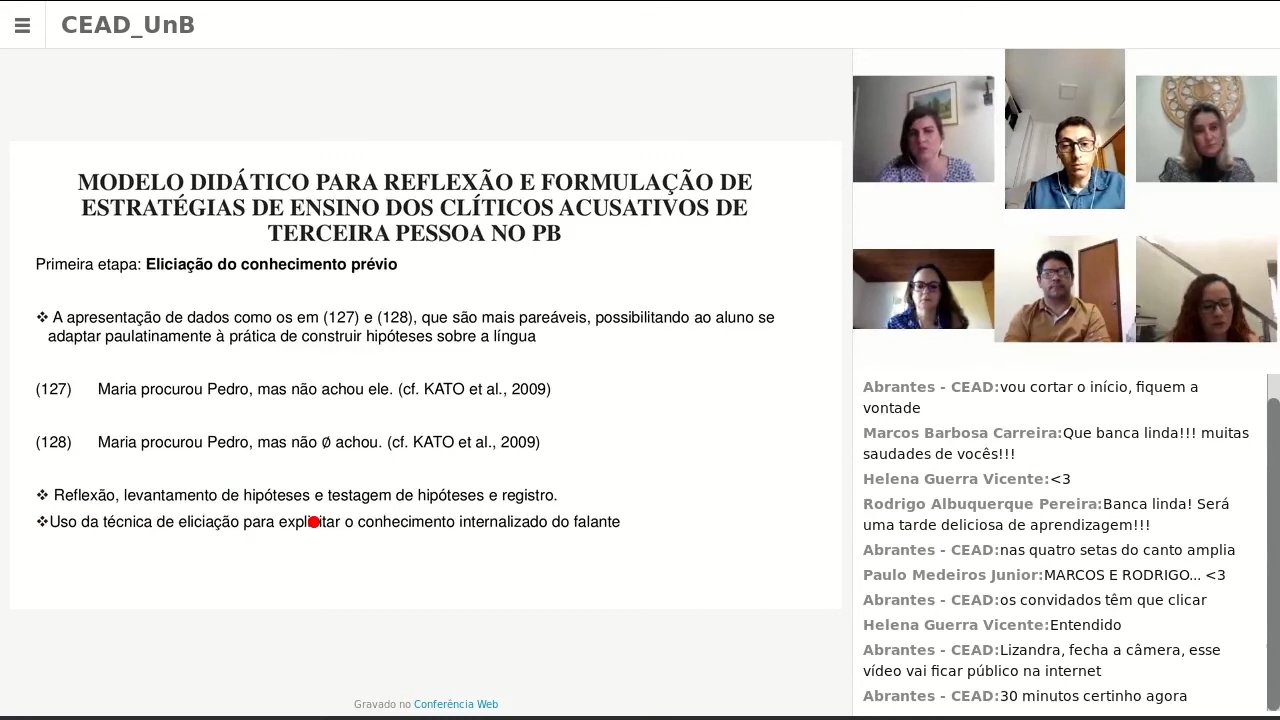 CEAD_UnB
MODELO DIDÁTICO PARA REFLEXÃO E FORMULAÇÃO DE
ESTRATÉGIAS DE ENSINO DOS CLÍTICOS ACUSATIVOS DE
TERCEIRA PESSOA NO PB
Primeira etapa: Eliciação do conhecimento prévio
❖ A apresentação de dados como os em (127) e (128), que são mais pareáveis, possibilitando ao aluno se
adaptar paulatinamente à prática de construir hipóteses sobre a língua
(127) Maria procurou Pedro, mas não achou ele. (cf. KATO et al., 2009)
(128) Maria procurou Pedro, mas não ∅ achou. (cf. KATO et al., 2009)
❖ Reflexão, levantamento de hipóteses e testagem de hipóteses e registro.
❖Uso da técnica de eliciação para explicitar o conhecimento internalizado do falante
Gravado no Conferência Web
Abrantes - CEAD:vou cortar o início, fiquem a
vontade
Marcos Barbosa Carreira:Que banca linda!!! muitas
saudades de vocês!!!
Helena Guerra Vicente:<3
Rodrigo Albuquerque Pereira:Banca linda! Será
uma tarde deliciosa de aprendizagem!!!
Abrantes - CEAD:nas quatro setas do canto amplia
Paulo Medeiros Junior:MARCOS E RODRIGO... <3
Abrantes - CEAD:os convidados têm que clicar
Helena Guerra Vicente:Entendido
Abrantes - CEAD:Lizandra, fecha a câmera, esse
vídeo vai ficar público na internet
Abrantes - CEAD:30 minutos certinho agora